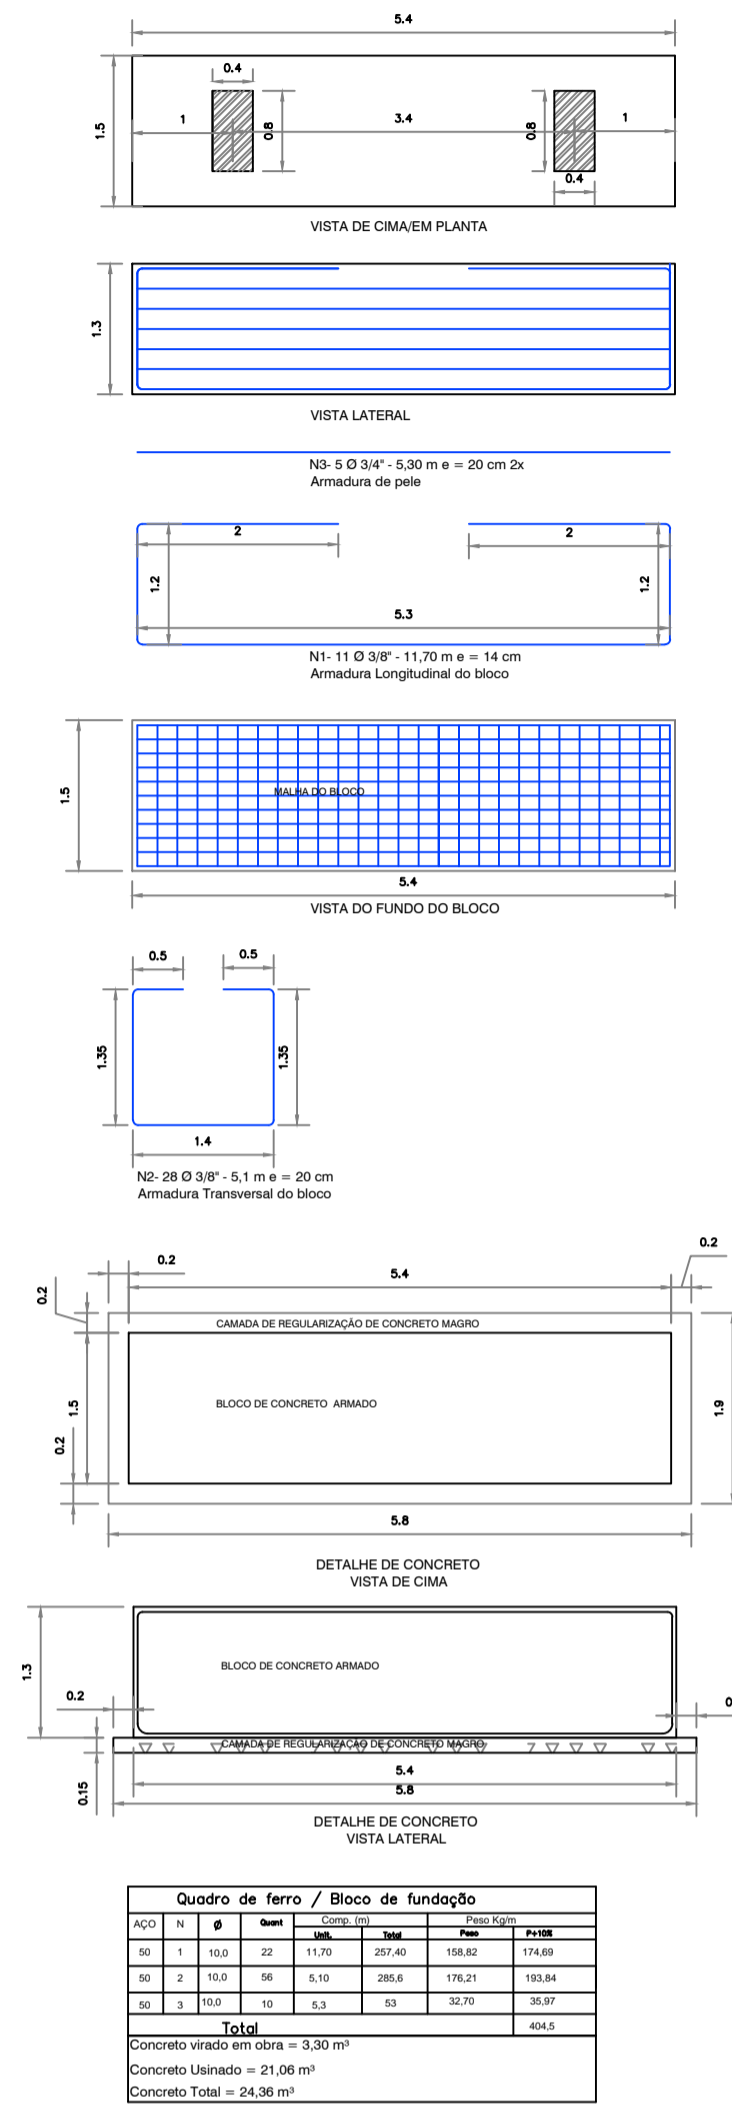 5.4
0.4
1
3.4
1
1.5
0.8
0.8
0.4
VISTA DE CIMA/EM PLANTA
1.3
VISTA LATERAL
N3- 5 Ø 3/4" - 5,30 m e = 20 cm 2x
Armadura de pele
2
2
1.2
1.2
5.3
N1- 11 Ø 3/8" - 11,70 m e = 14 cm
Armadura Longitudinal do bloco
1.5
MALHA DO BLOCO
5.4
VISTA DO FUNDO DO BLOCO
0.5
0.5
1.35
1.35
1.4
N2- 28 Ø 3/8" - 5,1 m e = 20 cm
Armadura Transversal do bloco
0.2
0.2
5.4
0.2
CAMADA DE REGULARIZAÇÃO DE CONCRETO MAGRO
BLOCO DE CONCRETO ARMADO
1.5
1.9
0.2
5.8
DETALHE DE CONCRETO
VISTA DE CIMA
1.3
BLOCO DE CONCRETO ARMADO
0.2
CAMADA DE REGULARIZAÇÃO DE CONCRETO MAGRO
0.15
5.4
5.8
DETALHE DE CONCRETO
VISTA LATERAL
Quadro de ferro / Bloco de fundação
AÇO N Ø Quant Comp. (m) Peso Kg/m
Unit. Total Peso P+10%
50 1 10,0 22 11,70 257,40 158,82 174,69
50 2 10,0 56 5,10 285,6 176,21 193,84
50 3 10,0 10 5,3 53 32,70 35,97
Total 404,5
Concreto virado em obra = 3,30 m³
Concreto Usinado = 21,06 m³
Concreto Total = 24,36 m³